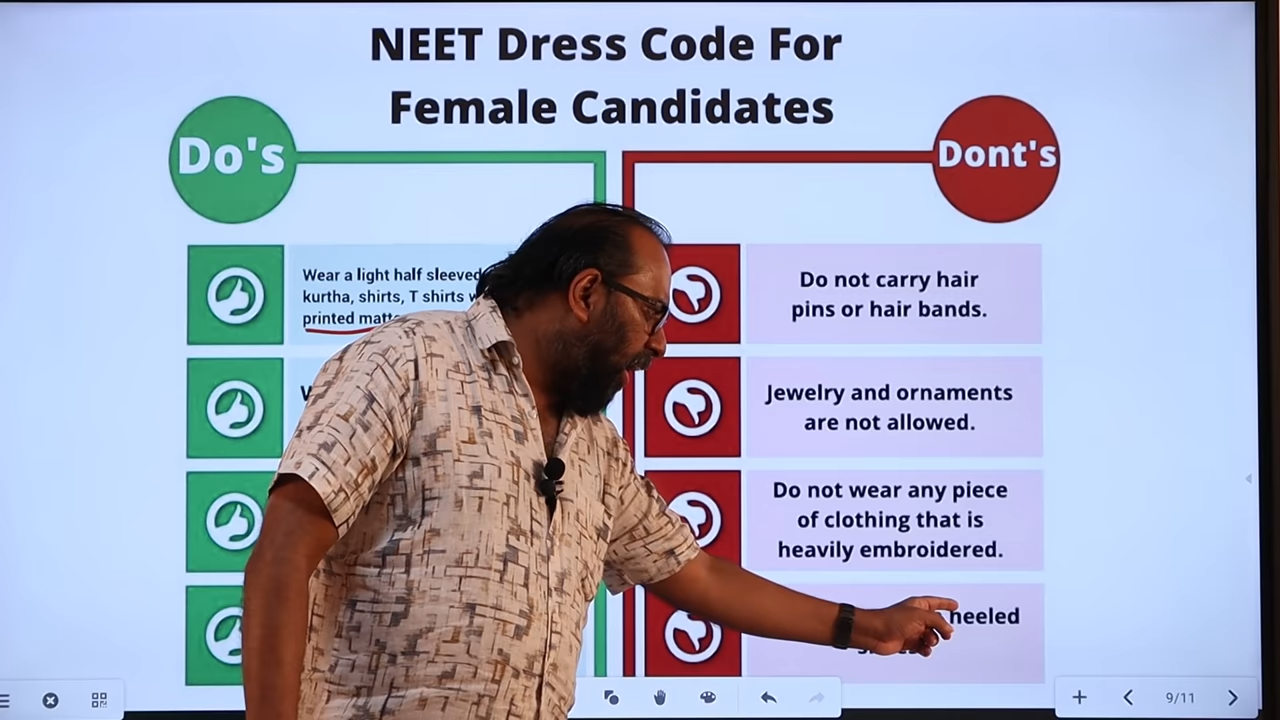 NEET Dress Code For
Female Candidates
Do's
Dont's
Wear a light half sleeved
kurtha, shirts, T shirts
printed
Do not carry hair
pins or hair bands.
Jewelry and ornaments
are not allowed.
Do not wear any piece
of clothing that is
heavily embroidered.
heeled
9/11